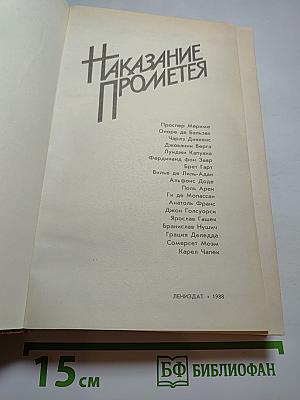 НАКАЗАНИЕ
ПРОМЕТЕЯ
Проспер Мериме
Оноре де Бальзак
Чарлз Диккенс
Джованни Верга
Луиджи Капуана
Фердинанд фон Заар
Брет Гарт
Вилье де Лиль-Адан
Альфонс Доде
Поль Арен
Ги де Мопассан
Анатоль Франс
Джон Голсуорси
Ярослав Гашек
Бранислав Нушич
Грация Деледда
Сомерсет Моэм
Карел Чапек
ЛЕНИЗДАТ • 1988
15 см
БФ БИБЛИОФАН